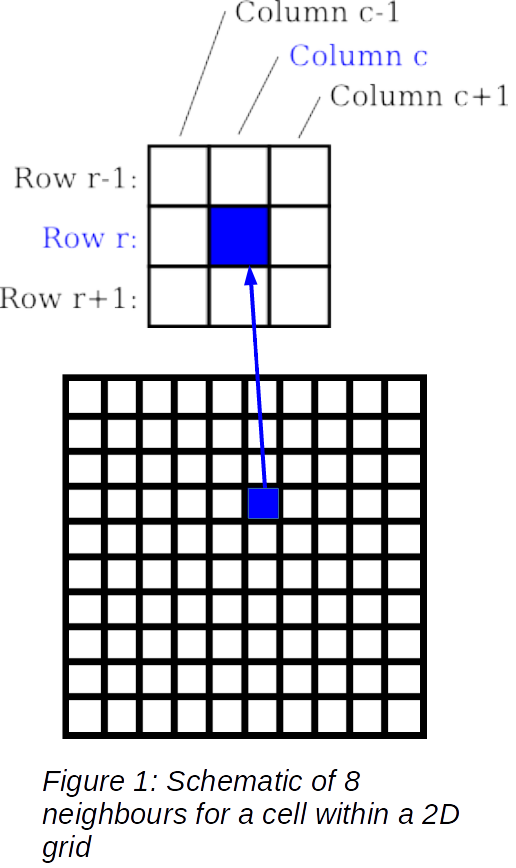 Column c-1
Column c
Column c+1
Row r-1:
Row r:
Row r+1:
Figure 1: Schematic of 8
neighbours for a cell within a 2D
grid